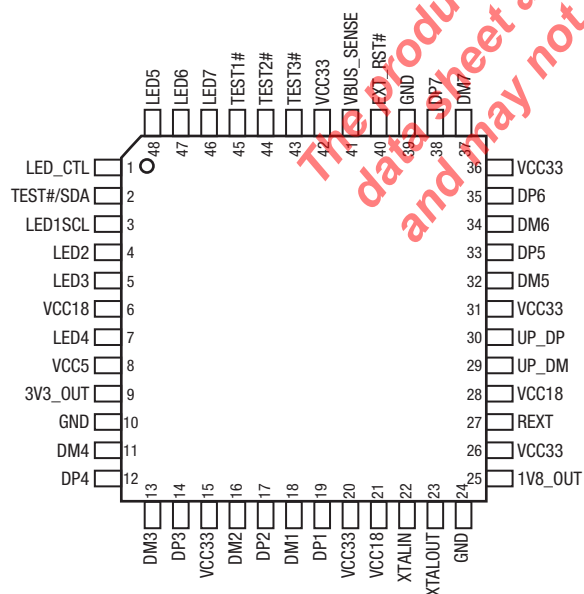 The produ
data sheet a
and may not
LED5
LED6
LED7
TEST1#
TEST2#
TEST3#
VCC33
VBUS_SENSE
EXT_RST#
GND
DP7
DM7
48
47
46
45
44
43
42
41
40
39
38
37
LED_CTL 1
TEST#/SDA 2
LED1SCL 3
LED2 4
LED3 5
VCC18 6
LED4 7
VCC5 8
3V3_OUT 9
GND 10
DM4 11
DP4 12
36 VCC33
35 DP6
34 DM6
33 DP5
32 DM5
31 VCC33
30 UP_DP
29 UP_DM
28 VCC18
27 REXT
26 VCC33
25 1V8_OUT
13
14
15
16
17
18
19
20
21
22
23
24
DM3
DP3
VCC33
DM2
DP2
DM1
DP1
VCC33
VCC18
XTALIN
XTALOUT
GND